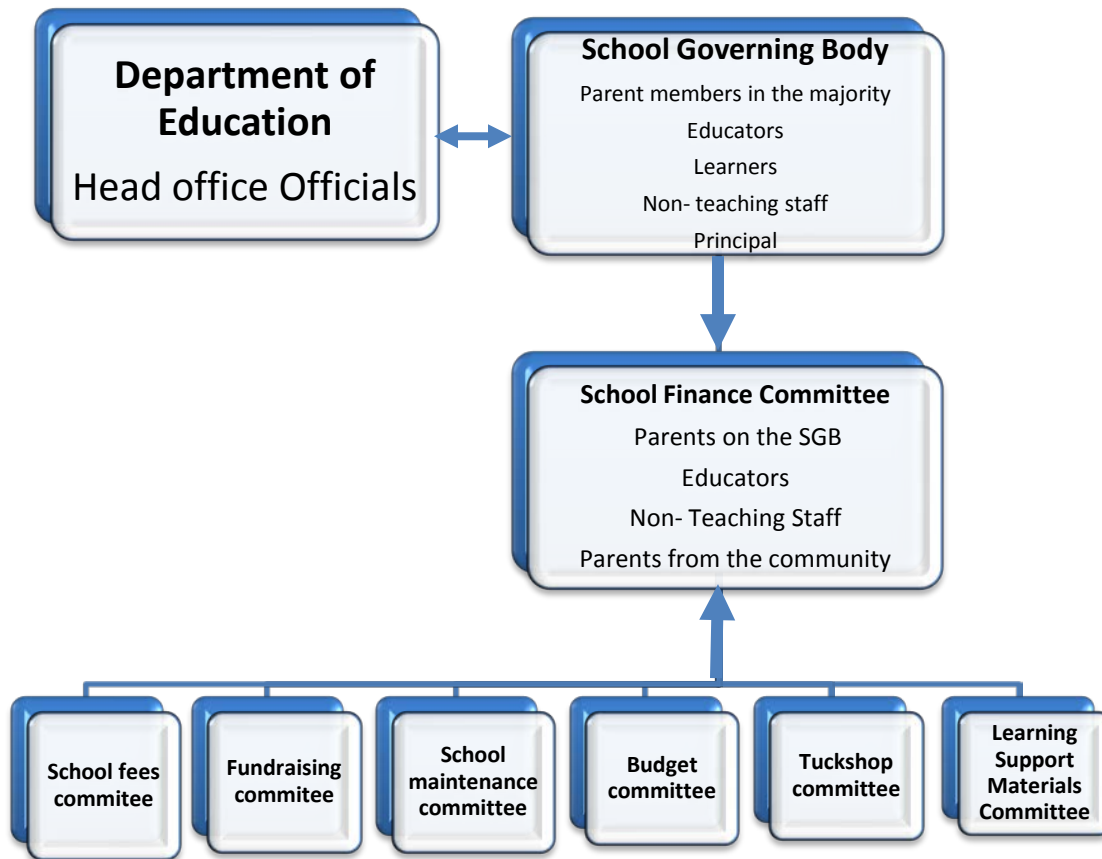 Department of
Education
Head office Officials
School Governing Body
Parent members in the majority
Educators
Learners
Non- teaching staff
Principal
School Finance Committee
Parents on the SGB
Educators
Non- Teaching Staff
Parents from the community
School fees
commitee
Fundraising
commitee
School
maintenance
committee
Budget
committee
Tuckshop
committee
Learning
Support
Materials
Committee